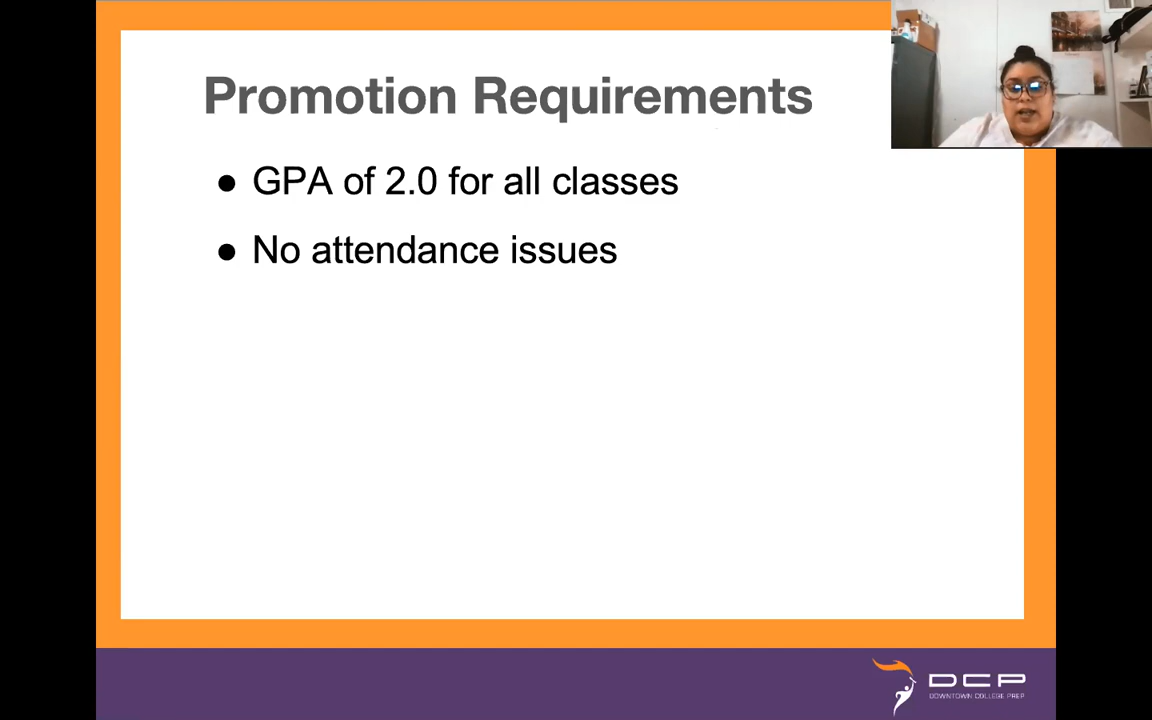 Promotion Requirements
● GPA of 2.0 for all classes
● No attendance issues
DCP
DOWNTOWN COLLEGE PREP